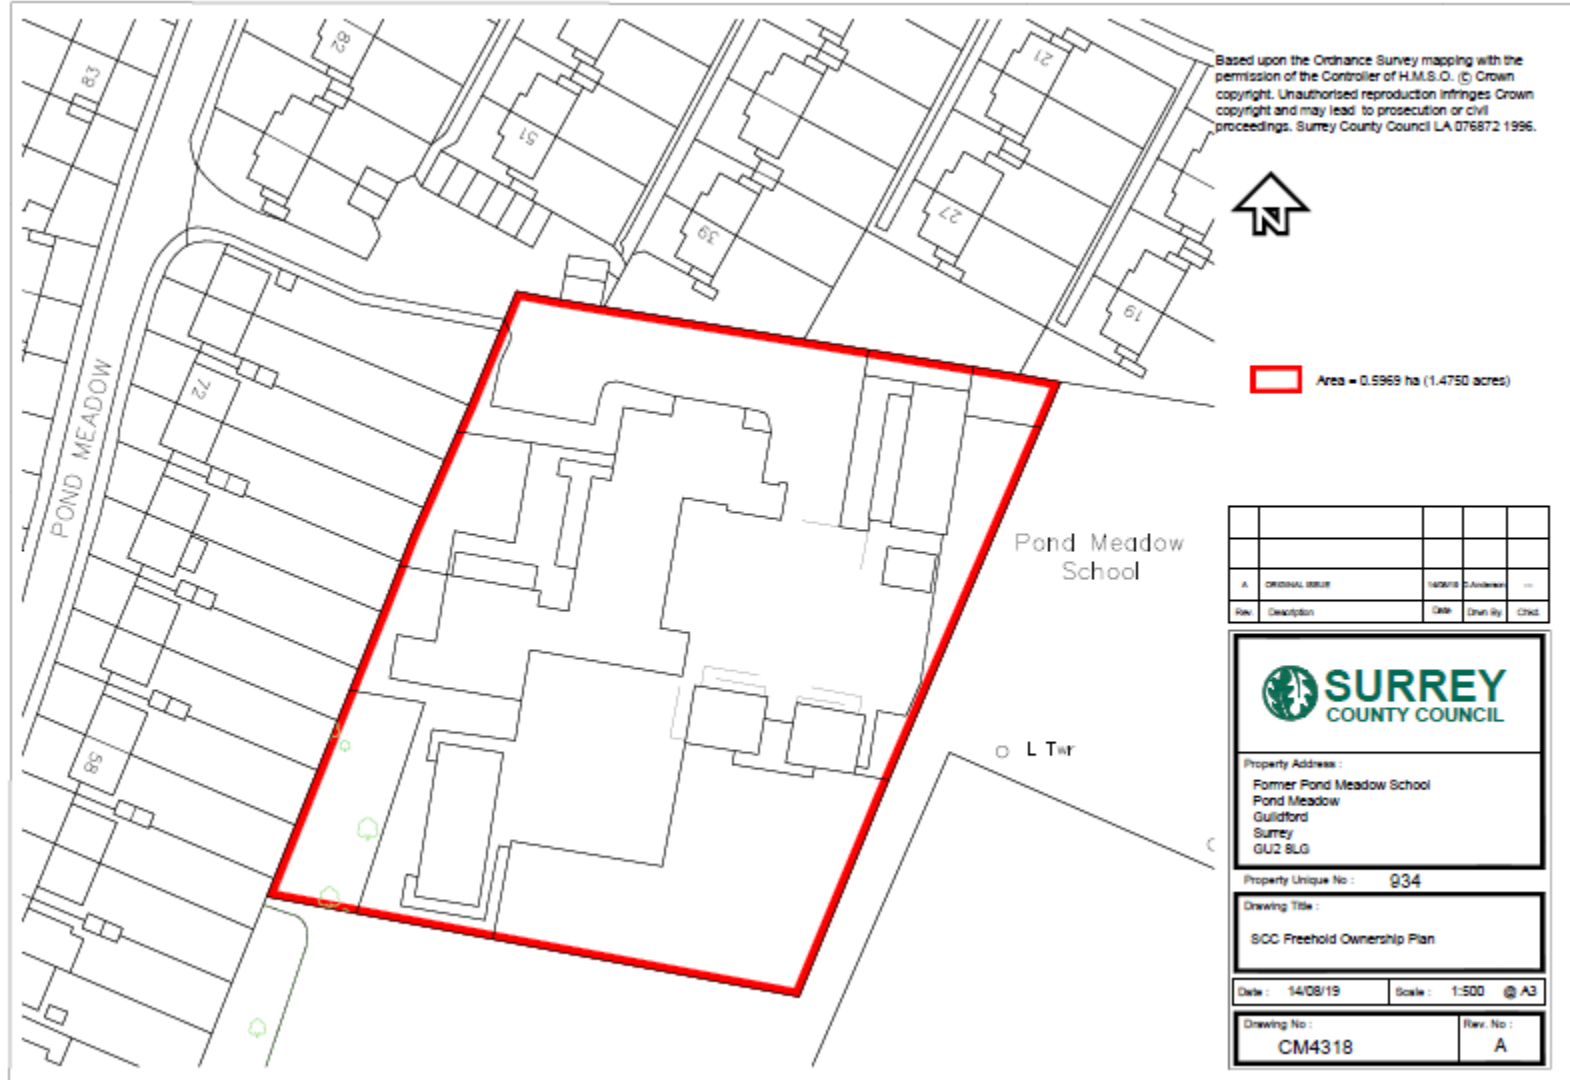 83
82
51
21
39
27
19
72
58
POND MEADOW
Pond Meadow
School
L Twr
Based upon the Ordnance Survey mapping with the
permission of the Controller of H.M.S.O. © Crown
copyright. Unauthorised reproduction infringes Crown
copyright and may lead to prosecution or civil
proceedings. Surrey County Council LA 076872 1996.
N
Area = 0.5969 ha (1.4750 acres)
A ORIGINAL ISSUE 14/08/19 Anderson
Rev. Description Date Drwn By Chkd.
SURREY
COUNTY COUNCIL
Property Address :
Former Pond Meadow School
Pond Meadow
Guildford
Surrey
GU2 8LG
Property Unique No : 934
Drawing Title :
SCC Freehold Ownership Plan
Date : 14/08/19 Scale : 1:500 @ A3
Drawing No : Rev. No :
CM4318 A